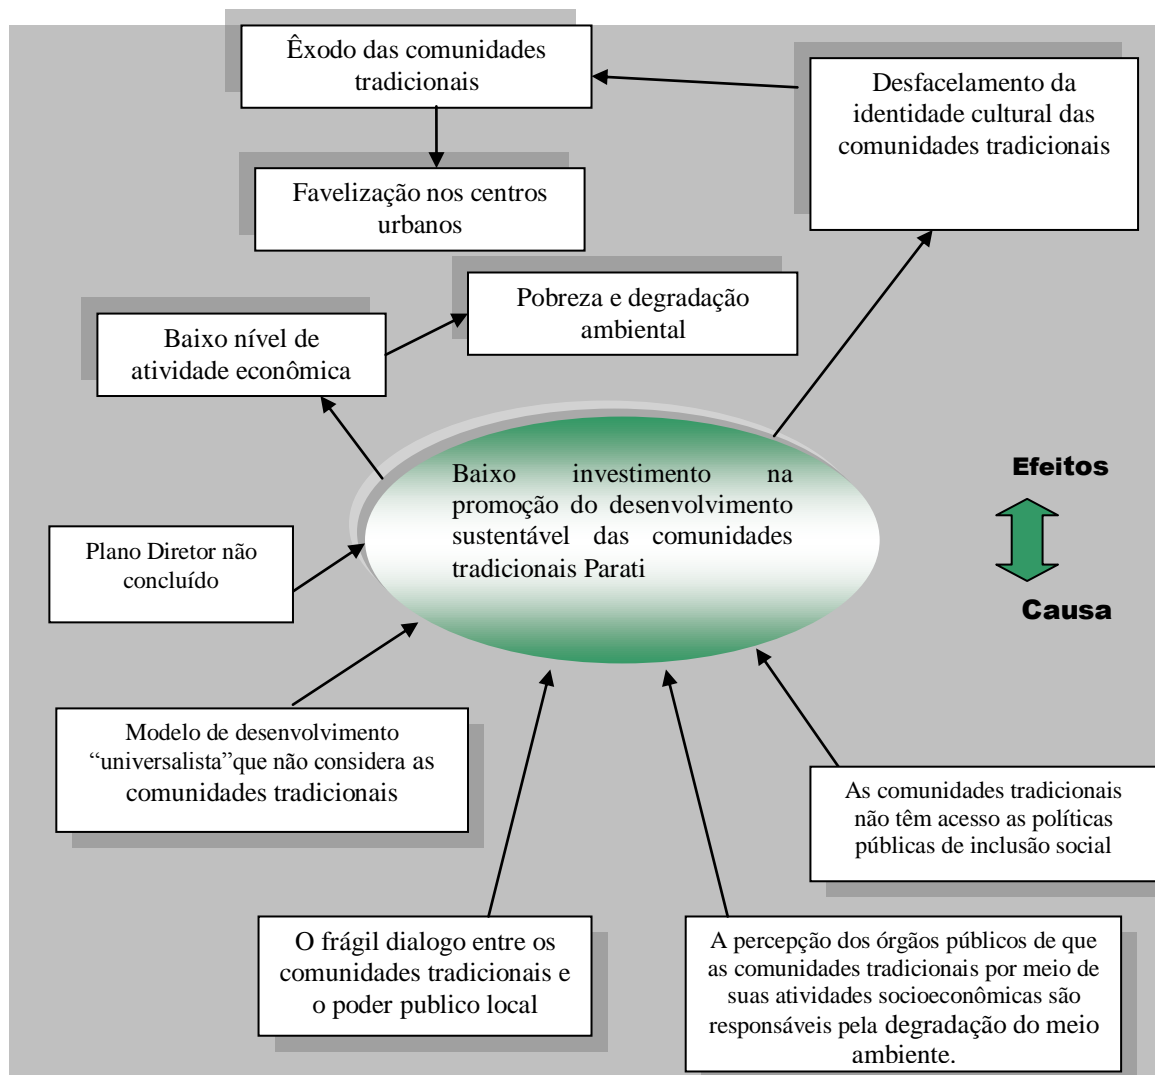 Êxodo das comunidades
tradicionais
Desfacelamento da
identidade cultural das
comunidades tradicionais
Favelização nos centros
urbanos
Pobreza e degradação
ambiental
Baixo nível de
atividade econômica
Baixo investimento na
promoção do desenvolvimento
sustentável das comunidades
tradicionais Parati
Efeitos
Causa
Plano Diretor não
concluído
Modelo de desenvolvimento
“universalista”que não considera as
comunidades tradicionais
As comunidades tradicionais
não têm acesso as políticas
públicas de inclusão social
O frágil dialogo entre os
comunidades tradicionais e
o poder publico local
A percepção dos órgãos públicos de que
as comunidades tradicionais por meio de
suas atividades socioeconômicas são
responsáveis pela degradação do meio
ambiente.